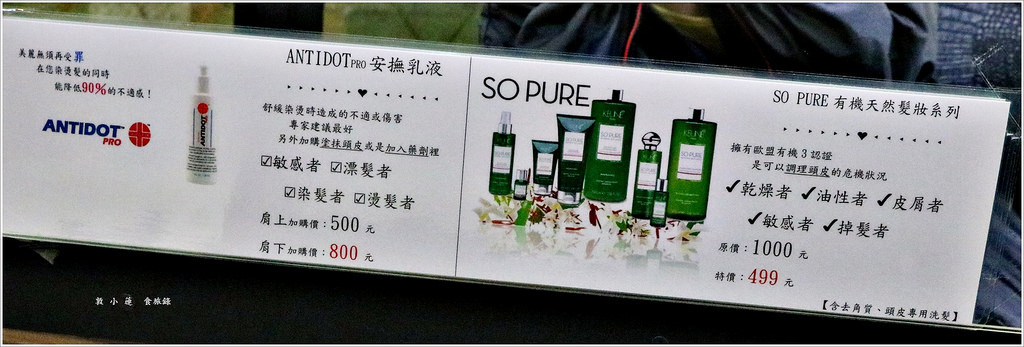 美麗無須再受罪
在您染燙髮的同時
能降低90%的不適感！
ANTIDOT™
PRO
ANTIDOT PRO 安撫乳液
舒緩染燙時造成的不適或傷害
專家建議最好
另外加購塗抹頭皮或是加入藥劑裡
☑敏感者 ☑漂髮者
☑染髮者 ☑燙髮者
肩上加購價：500 元
肩下加購價：800 元
SO PURE
KEUNE
SO PURE
SO PURE 有機天然髮妝系列
擁有歐盟有機3認證
是可以調理頭皮的危機狀況
✓乾燥者 ✓油性者 ✓皮屑者
✓敏感者 ✓掉髮者
原價：1000 元
特價：499 元
【含去角質、頭皮專用洗髮】
敦小蓮 食旅錄